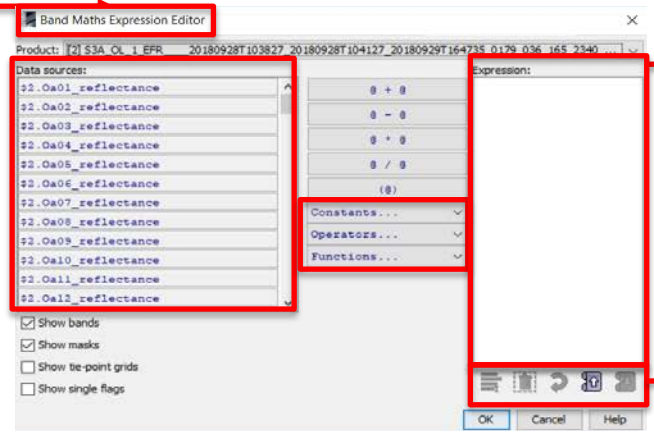 Band Maths Expression Editor
Product: [2] S3A_OL_1_EFR____20180928T103827_20180928T104127_20180929T164735_0179_036_165_2340 ...
Data sources:
Expression:
$2.Oa01_reflectance
$2.Oa02_reflectance
$2.Oa03_reflectance
$2.Oa04_reflectance
$2.Oa05_reflectance
$2.Oa06_reflectance
$2.Oa07_reflectance
$2.Oa08_reflectance
$2.Oa09_reflectance
$2.Oa10_reflectance
$2.Oa11_reflectance
$2.Oa12_reflectance
@ + @
@ - @
@ * @
@ / @
(@)
Constants...
Operators...
Functions...
Show bands
Show masks
Show tie-point grids
Show single flags
OK Cancel Help